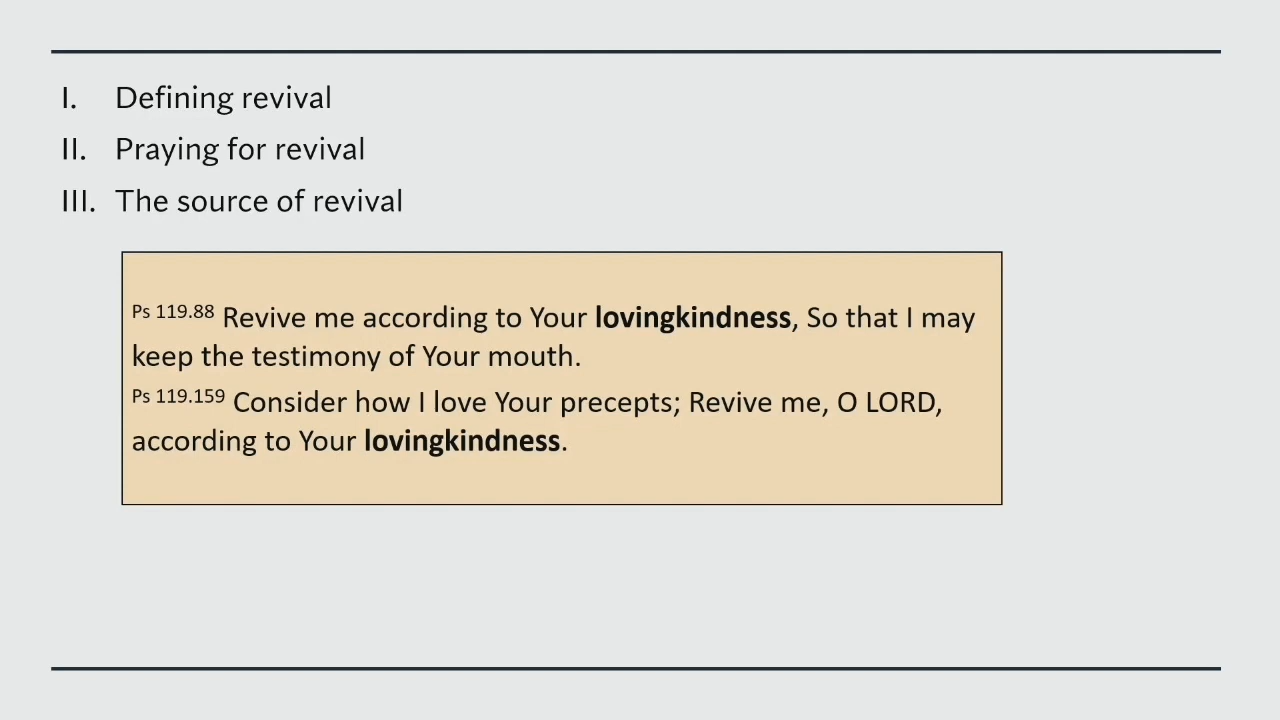 I. Defining revival
II. Praying for revival
III. The source of revival
Ps 119.88 Revive me according to Your lovingkindness, So that I may
keep the testimony of Your mouth.
Ps 119.159 Consider how I love Your precepts; Revive me, O LORD,
according to Your lovingkindness.